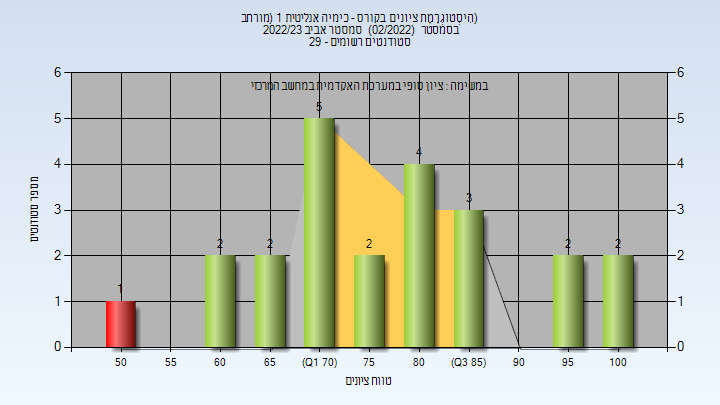 היסטוגרמת ציונים בקורס - כימיה אנליטית 1 (מורחב)
בסמסטר (02/2022) סמסטר אביב 2022/23
סטודנטים רשומים - 29
במשימה : ציון סופי במערכת האקדמית במחשב המרכזי
6 6
5 5
4 4
3 3
2 2
1 1
0 0
1 2 2 5 2 4 3 2 2
מספר סטודנטים
50 55 60 65 (Q1 70) 75 80 (Q3 85) 90 95 100
טווח ציונים